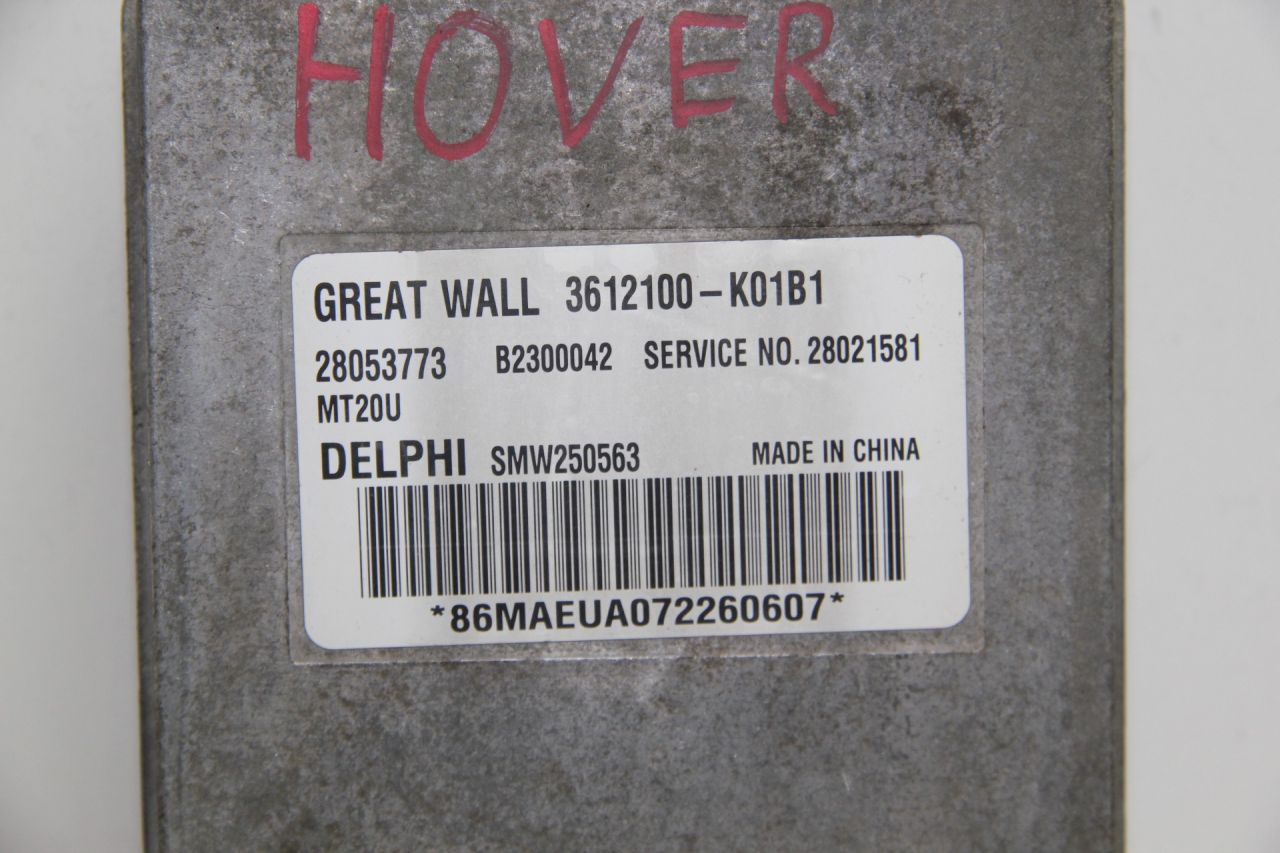 HOVER
GREAT WALL 3612100-K01B1
28053773 B2300042 SERVICE NO. 28021581
MT20U
DELPHI SMW250563 MADE IN CHINA
*86MAEUA072260607*